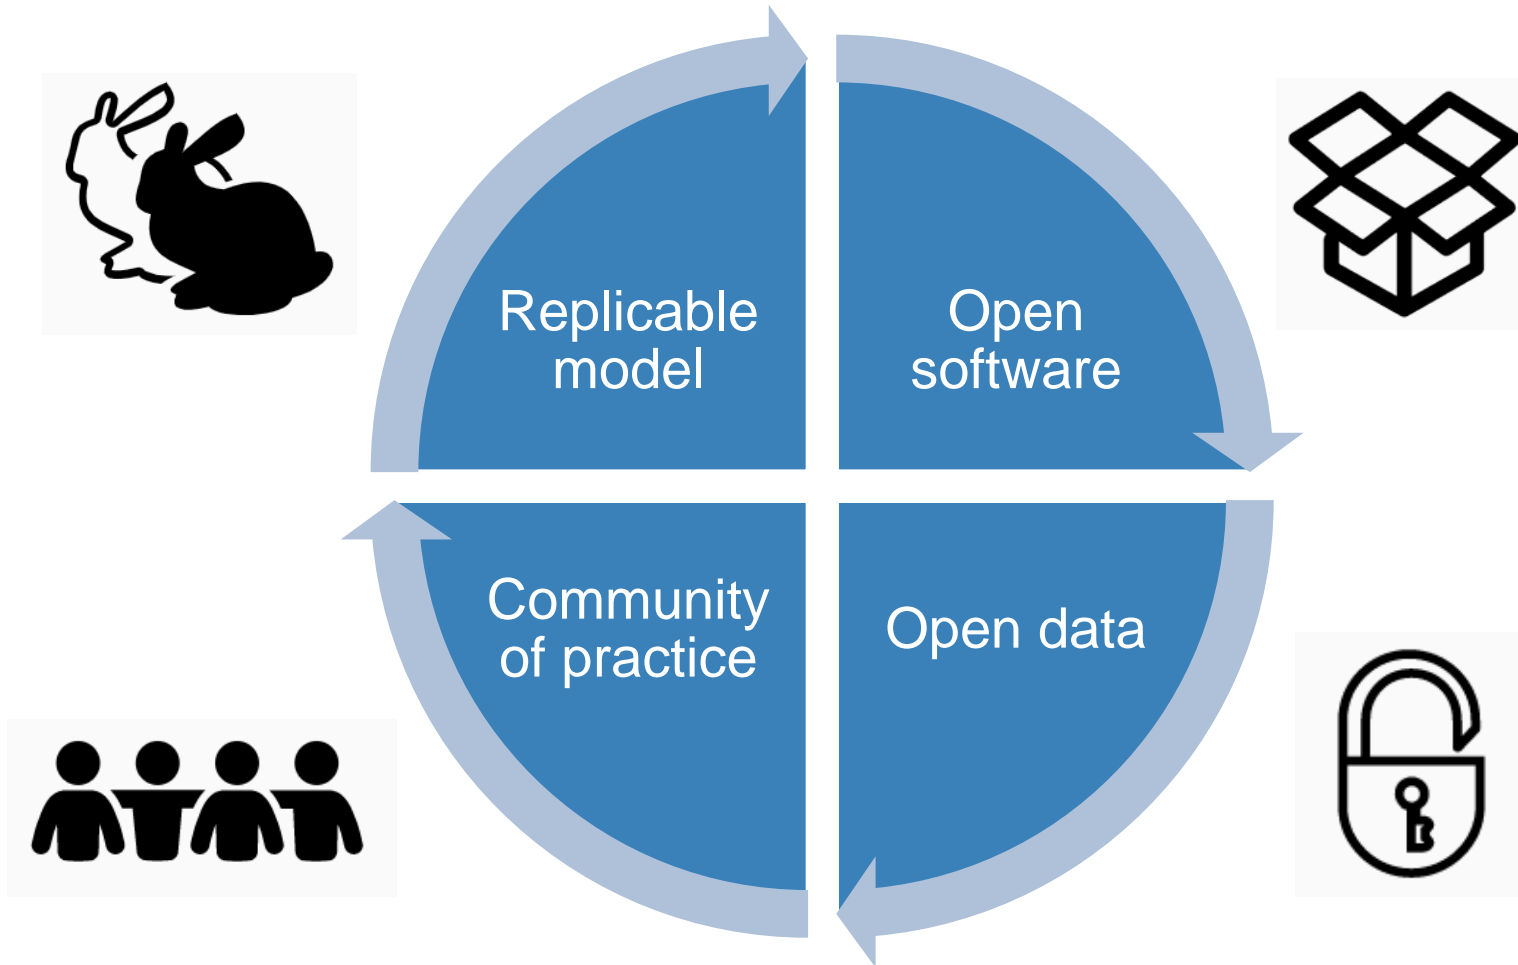 Replicable
model
Open
software
Community
of practice
Open data